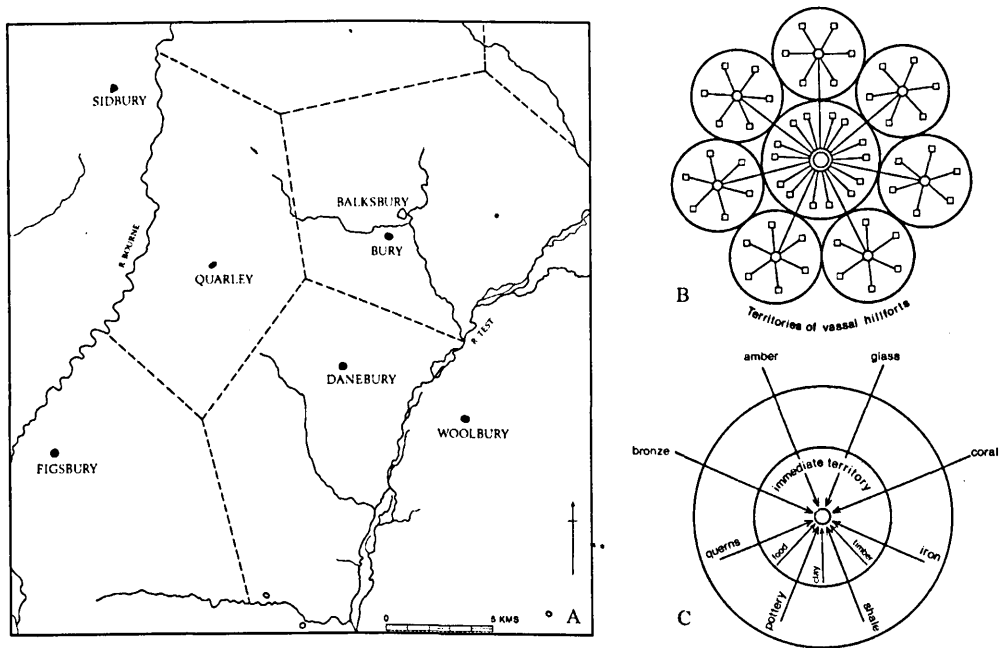 SIDBURY
R BOURNE
BALKSBURY
BURY
QUARLEY
R TEST
DANEBURY
WOOLBURY
FIGSBURY
0
5 KMS
A
B
Territories of vassal hillforts
amber
glass
bronze
coral
immediate territory
querns
food
clay
timber
iron
pottery
shale
C